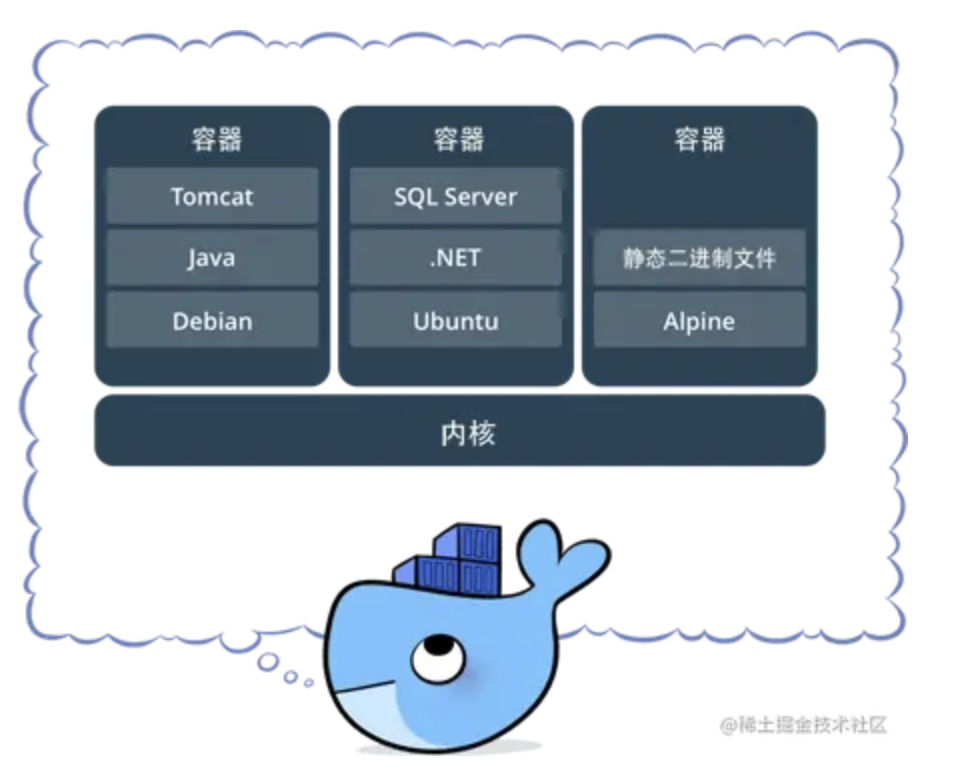 容器
Tomcat
Java
Debian
容器
SQL Server
.NET
Ubuntu
容器
静态二进制文件
Alpine
内核
@稀土掘金技术社区